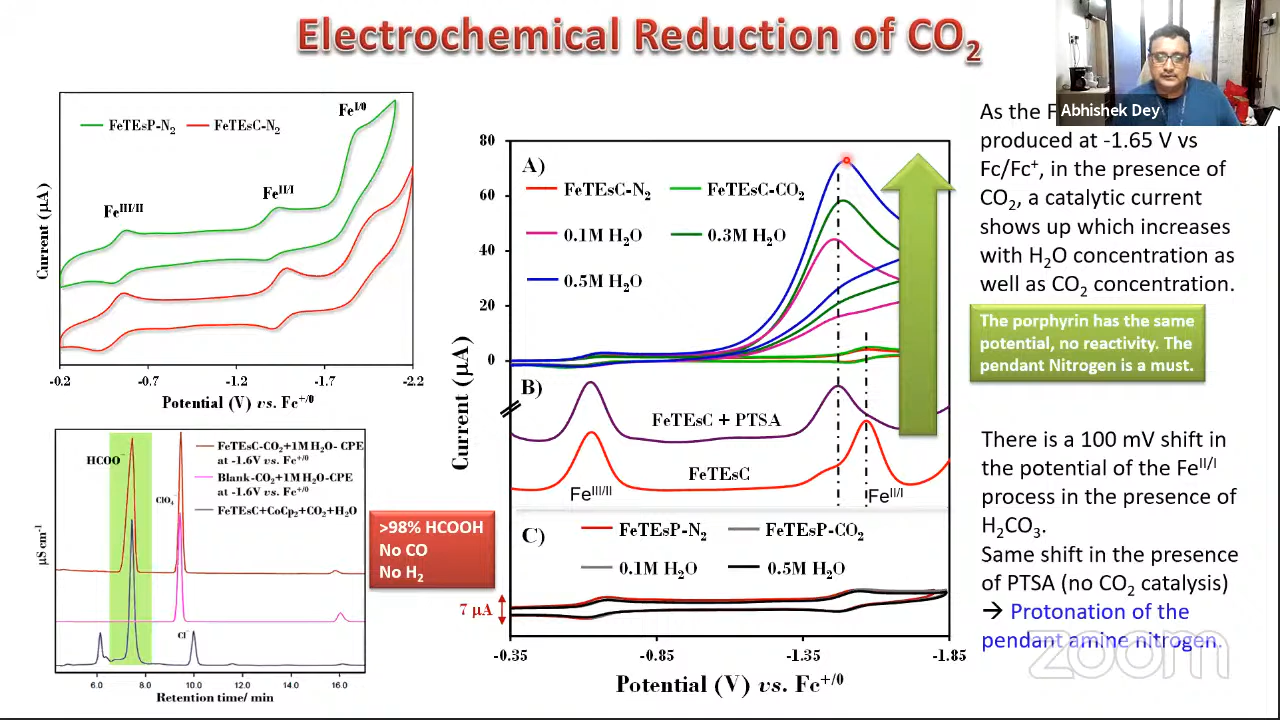 Electrochemical Reduction of CO₂
Abhishek Dey
FeTEsP-N₂
FeTEsC-N₂
Fe^I/0
Fe^II/I
Fe^III/II
Current (µA)
-0.2 -0.7 -1.2 -1.7 -2.2
Potential (V) vs. Fc⁺/⁰
HCOO⁻
ClO₄⁻
Cl⁻
FeTEsC-CO₂+1MH₂O- CPE
at -1.6V vs. Fc⁺/⁰
Blank-CO₂+1MH₂O-CPE
at -1.6V vs. Fc⁺/⁰
FeTEsC+CoCp₂+CO₂+H₂O
µS cm⁻¹
6.0 8.0 10.0 12.0 14.0 16.0
Retention time/ min
>98% HCOOH
No CO
No H₂
80
60
40
20
0
A)
FeTEsC-N₂
FeTEsC-CO₂
0.1M H₂O
0.3M H₂O
0.5M H₂O
B)
FeTEsC + PTSA
FeTEsC
Fe^III/II
Fe^II/I
Current (µA)
C)
FeTEsP-N₂
FeTEsP-CO₂
0.1M H₂O
0.5M H₂O
7 µA
-0.35 -0.85 -1.35 -1.85
Potential (V) vs. Fc⁺/⁰
As the F
produced at -1.65 V vs
Fc/Fc⁺, in the presence of
CO₂, a catalytic current
shows up which increases
with H₂O concentration as
well as CO₂ concentration.
The porphyrin has the same
potential, no reactivity. The
pendant Nitrogen is a must.
There is a 100 mV shift in
the potential of the Fe^II/I
process in the presence of
H₂CO₃.
Same shift in the presence
of PTSA (no CO₂ catalysis)
→ Protonation of the
pendant amine nitrogen.
zoom